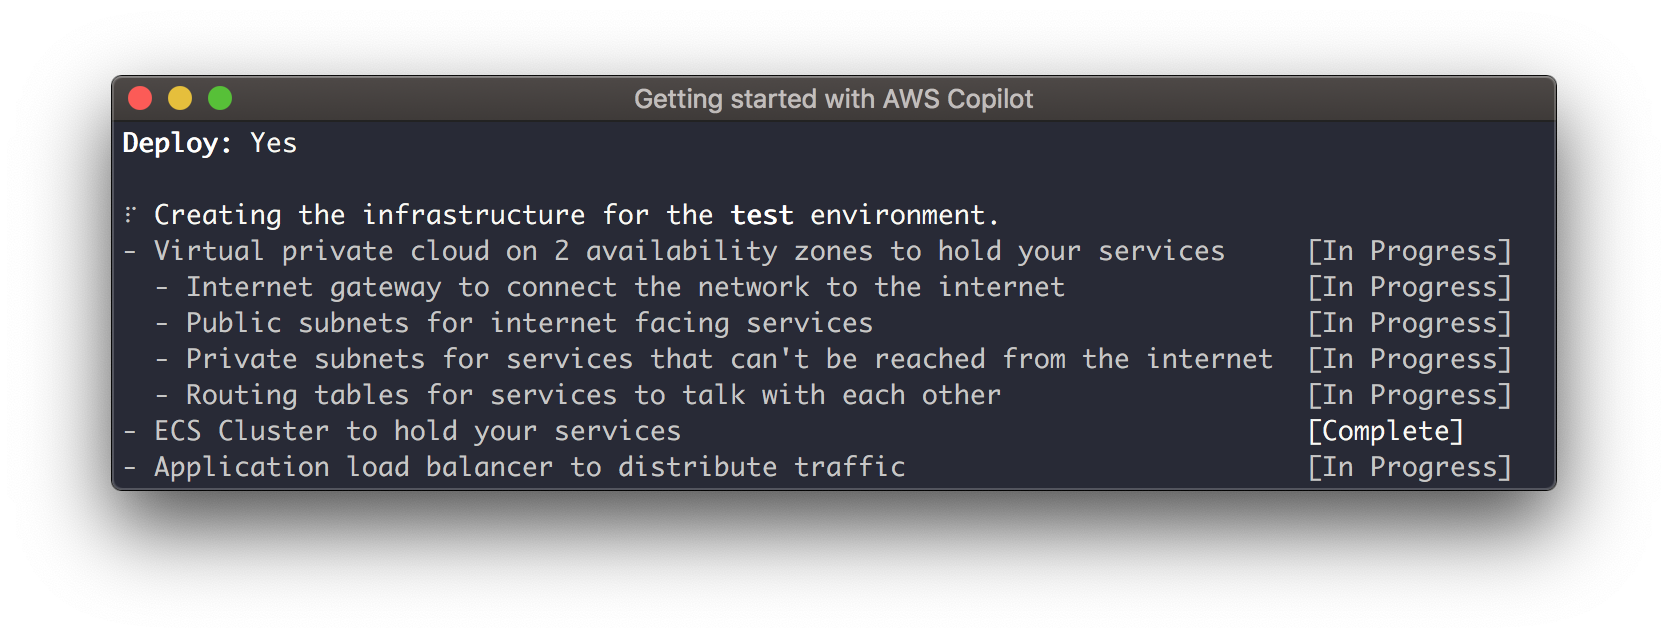 Getting started with AWS Copilot
Deploy: Yes
⠏ Creating the infrastructure for the test environment.
- Virtual private cloud on 2 availability zones to hold your services [In Progress]
- Internet gateway to connect the network to the internet [In Progress]
- Public subnets for internet facing services [In Progress]
- Private subnets for services that can't be reached from the internet [In Progress]
- Routing tables for services to talk with each other [In Progress]
- ECS Cluster to hold your services [Complete]
- Application load balancer to distribute traffic [In Progress]